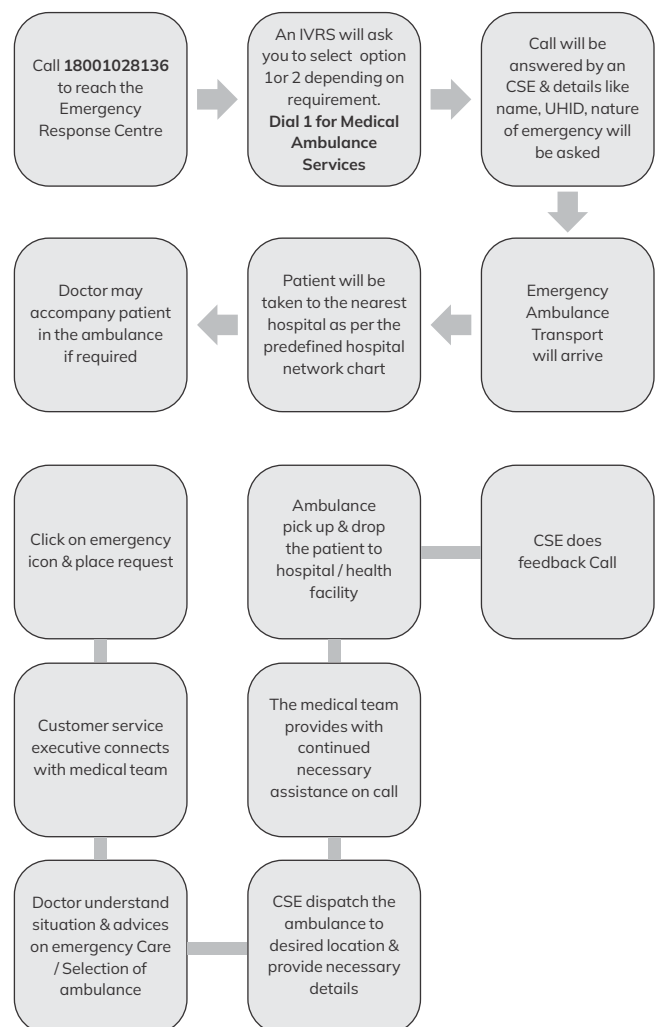 Call 18001028136
to reach the
Emergency
Response Centre
An IVRS will ask
you to select option
1or 2 depending on
requirement.
Dial 1 for Medical
Ambulance
Services
Call will be
answered by an
CSE & details like
name, UHID, nature
of emergency will
be asked
Emergency
Ambulance
Transport
will arrive
Patient will be
taken to the nearest
hospital as per the
predefined hospital
network chart
Doctor may
accompany patient
in the ambulance
if required
Click on emergency
icon & place request
Customer service
executive connects
with medical team
Doctor understand
situation & advices
on emergency Care
/ Selection of
ambulance
CSE dispatch the
ambulance to
desired location &
provide necessary
details
The medical team
provides with
continued
necessary
assistance on call
Ambulance
pick up & drop
the patient to
hospital / health
facility
CSE does
feedback Call